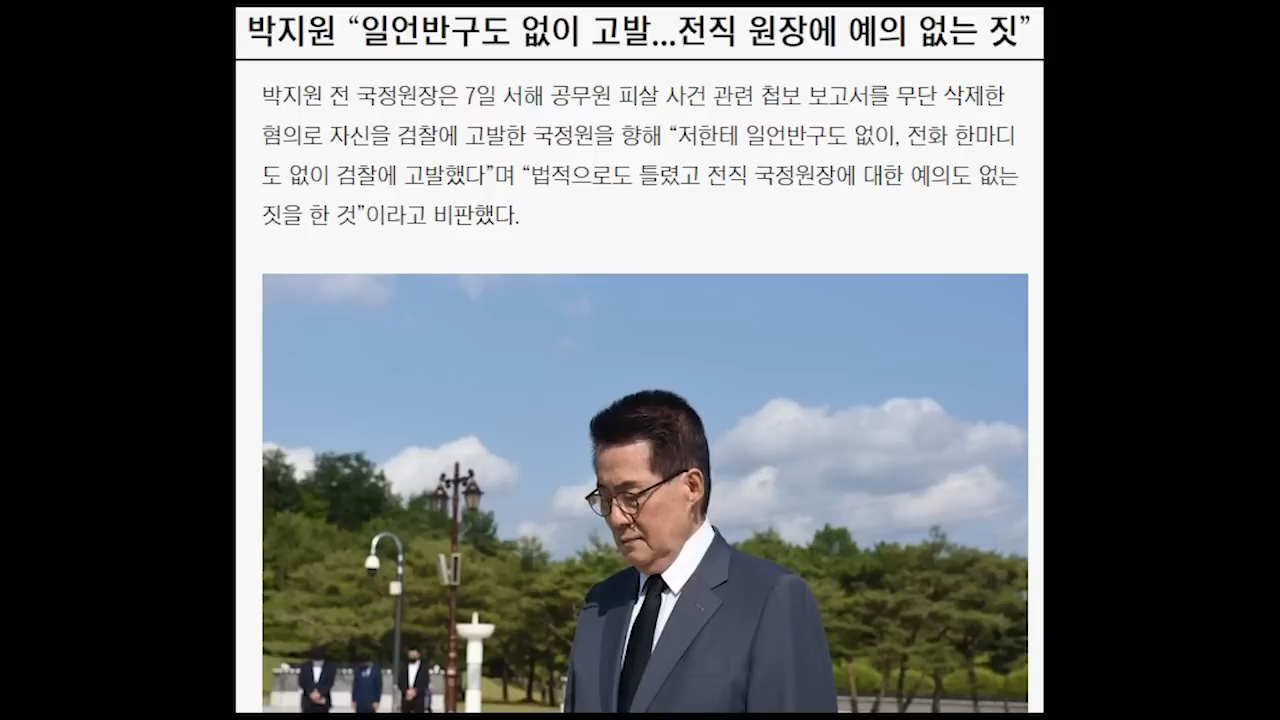 박지원 “일언반구도 없이 고발...전직 원장에 예의 없는 짓”
박지원 전 국정원장은 7일 서해 공무원 피살 사건 관련 첩보 보고서를 무단 삭제한
혐의로 자신을 검찰에 고발한 국정원을 향해 “저한테 일언반구도 없이, 전화 한마디
도 없이 검찰에 고발했다”며 “법적으로도 틀렸고 전직 국정원장에 대한 예의도 없는
짓을 한 것”이라고 비판했다.